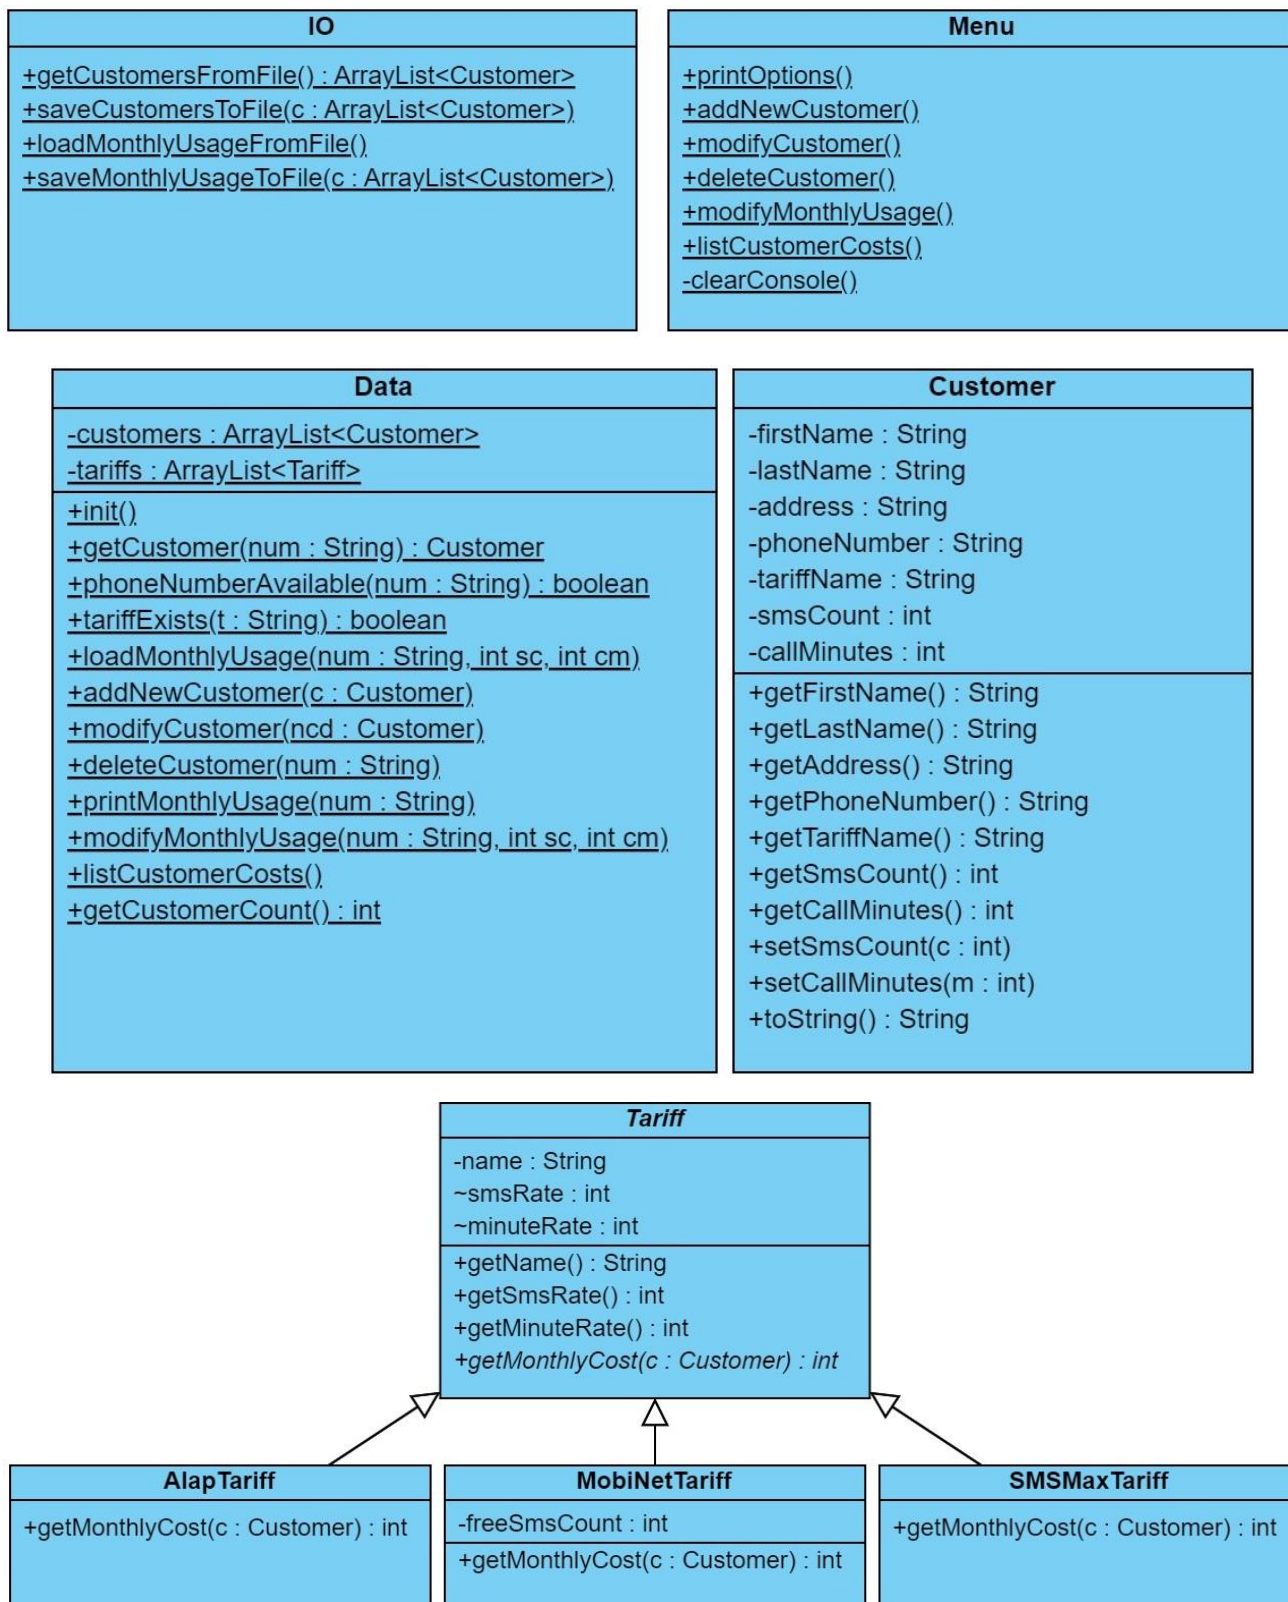 IO
+getCustomersFromFile() : ArrayList<Customer>
+saveCustomersToFile(c : ArrayList<Customer>)
+loadMonthlyUsageFromFile()
+saveMonthlyUsageToFile(c : ArrayList<Customer>)
Menu
+printOptions()
+addNewCustomer()
+modifyCustomer()
+deleteCustomer()
+modifyMonthlyUsage()
+listCustomerCosts()
-clearConsole()
Data
-customers : ArrayList<Customer>
-tariffs : ArrayList<Tariff>
+init()
+getCustomer(num : String) : Customer
+phoneNumberAvailable(num : String) : boolean
+tariffExists(t : String) : boolean
+loadMonthlyUsage(num : String, int sc, int cm)
+addNewCustomer(c : Customer)
+modifyCustomer(ncd : Customer)
+deleteCustomer(num : String)
+printMonthlyUsage(num : String)
+modifyMonthlyUsage(num : String, int sc, int cm)
+listCustomerCosts()
+getCustomerCount() : int
Customer
-firstName : String
-lastName : String
-address : String
-phoneNumber : String
-tariffName : String
-smsCount : int
-callMinutes : int
+getFirstName() : String
+getLastName() : String
+getAddress() : String
+getPhoneNumber() : String
+getTariffName() : String
+getSmsCount() : int
+getCallMinutes() : int
+setSmsCount(c : int)
+setCallMinutes(m : int)
+toString() : String
Tariff
-name : String
~smsRate : int
~minuteRate : int
+getName() : String
+getSmsRate() : int
+getMinuteRate() : int
+getMonthlyCost(c : Customer) : int
AlapTariff
+getMonthlyCost(c : Customer) : int
MobiNetTariff
-freeSmsCount : int
+getMonthlyCost(c : Customer) : int
SMSMaxTariff
+getMonthlyCost(c : Customer) : int